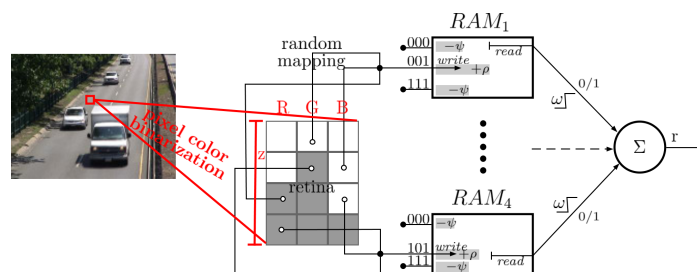 RAM₁
random
mapping
000
−ψ
read
001
write
+ρ
111
−ψ
ω
0/1
R G B
pixel color
binarization
z
retina
Σ
r
RAM₄
000
−ψ
101
write
+ρ
111
read
ω
0/1